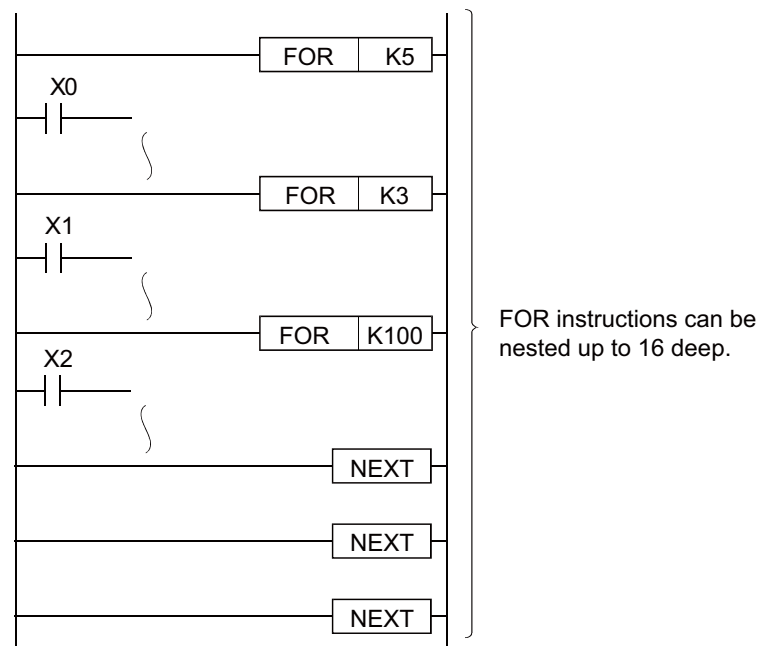 FOR K5
X0
FOR K3
X1
FOR K100
X2
NEXT
NEXT
NEXT
FOR instructions can be
nested up to 16 deep.